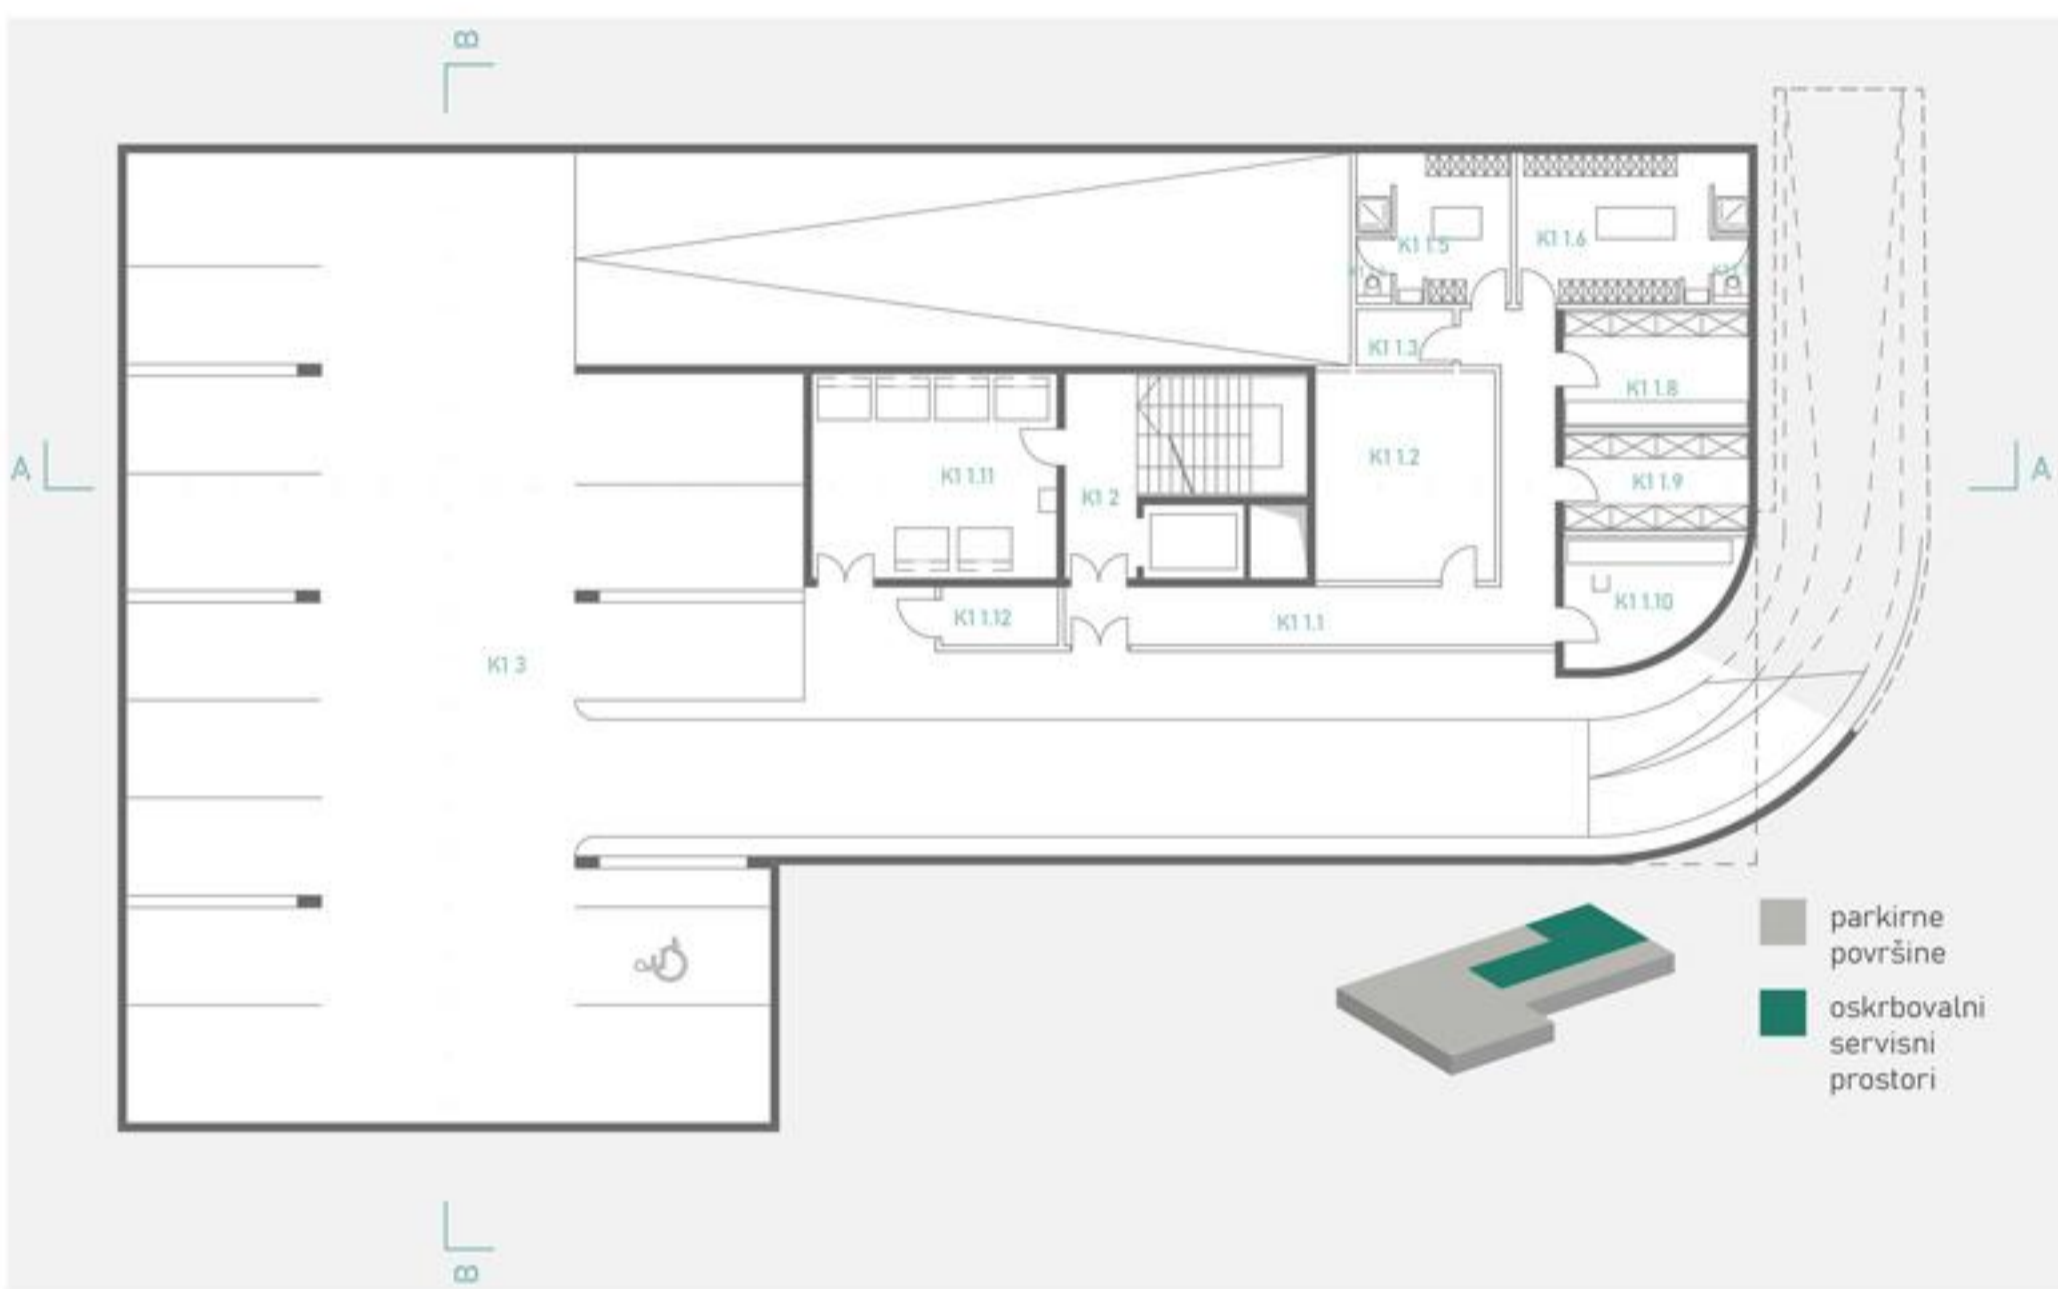 B
K1 1.5
K1 1.6
K1 1.3
K1 1.8
A
K1 1.11
K1 2
K1 1.2
K1 1.9
A
K1 1.12
K1 1.1
K1 1.10
K1 3
parkirne
površine
oskrbovalni
servisni
prostori
B